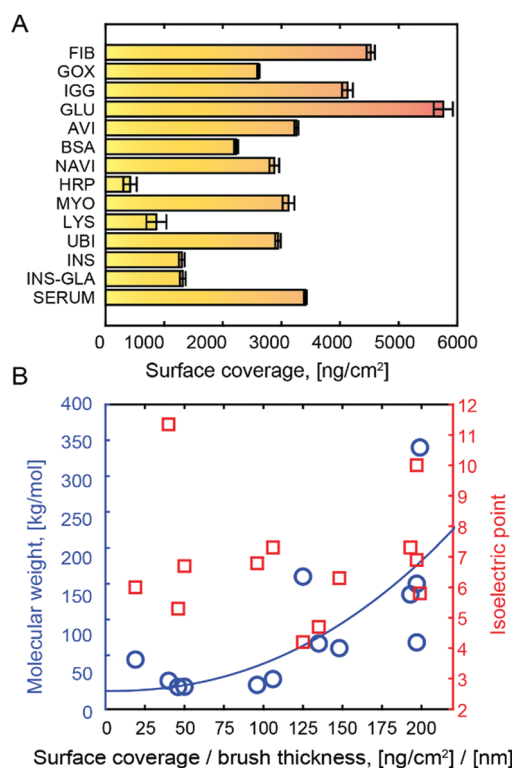 A
FIB
GOX
IGG
GLU
AVI
BSA
NAVI
HRP
MYO
LYS
UBI
INS
INS-GLA
SERUM
0 1000 2000 3000 4000 5000 6000
Surface coverage, [ng/cm²]
B
400
350
300
250
200
150
100
50
0
Molecular weight, [kg/mol]
12
11
10
9
8
7
6
5
4
3
2
Isoelectric point
0 25 50 75 100 125 150 175 200
Surface coverage / brush thickness, [ng/cm²] / [nm]